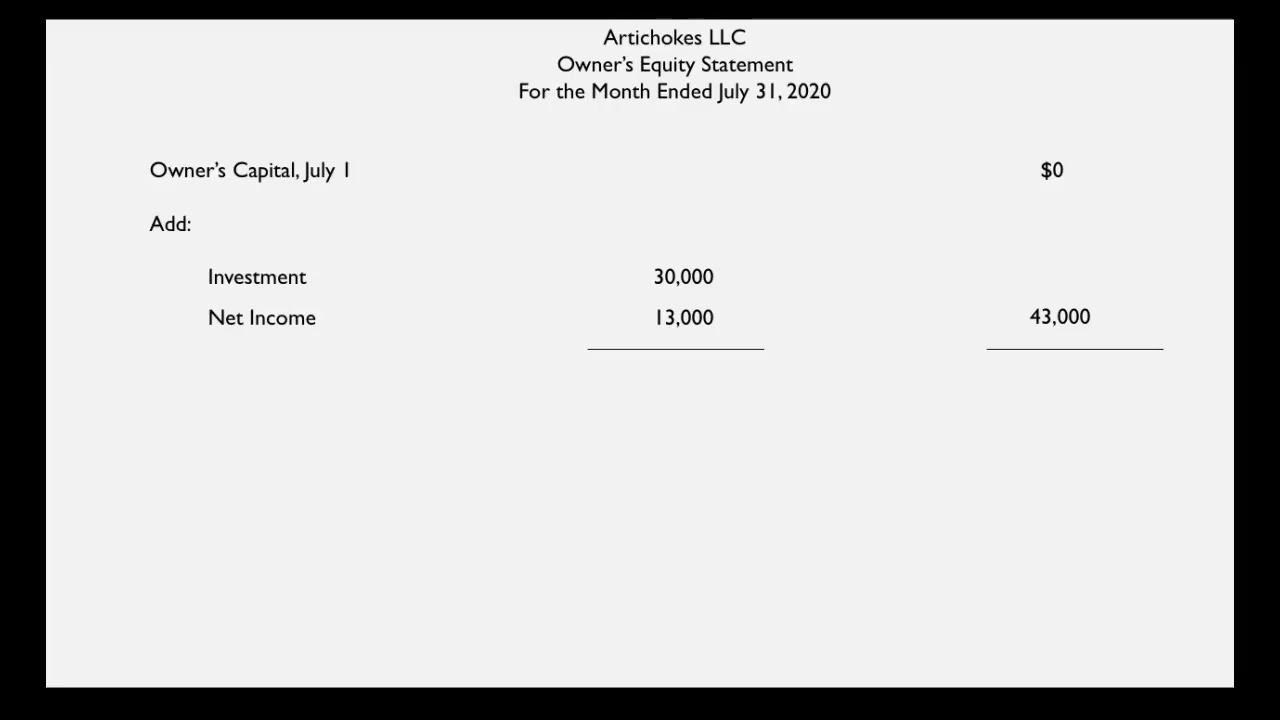 Artichokes LLC
Owner’s Equity Statement
For the Month Ended July 31, 2020
Owner’s Capital, July 1 $0
Add:
Investment 30,000
Net Income 13,000 43,000